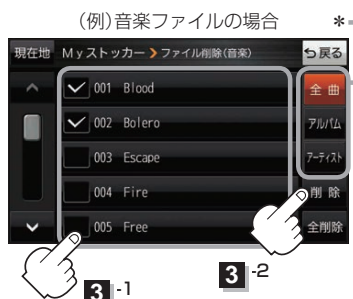 (例)音楽ファイルの場合 *
現在地 Myストッカー❯ファイル削除(音楽) 戻る
001 Blood 全曲
002 Bolero アルバム
003 Escape アーティスト
004 Fire 削除
005 Free 全削除
3-1 3-2